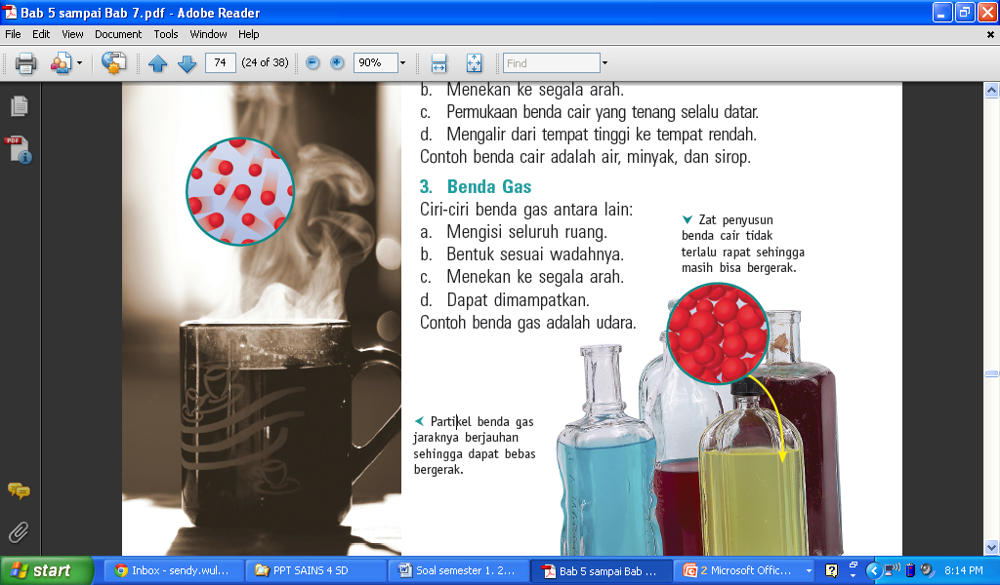 Bab 5 sampai Bab 7.pdf - Adobe Reader
File Edit View Document Tools Window Help
74 (24 of 38) 90% Find
b. Menekan ke segala arah.
c. Permukaan benda cair yang tenang selalu datar.
d. Mengalir dari tempat tinggi ke tempat rendah.
Contoh benda cair adalah air, minyak, dan sirop.
3. Benda Gas
Ciri-ciri benda gas antara lain:
a. Mengisi seluruh ruang.
b. Bentuk sesuai wadahnya.
c. Menekan ke segala arah.
d. Dapat dimampatkan.
Contoh benda gas adalah udara.
Zat penyusun
benda cair tidak
terlalu rapat sehingga
masih bisa bergerak.
Partikel benda gas
jaraknya berjauhan
sehingga dapat bebas
bergerak.
PDF
start Inbox - sendy.wul... PPT SAINS 4 SD Soal semester 1. 2... Bab 5 sampai Bab ... 2 Microsoft Offic... 8:14 PM